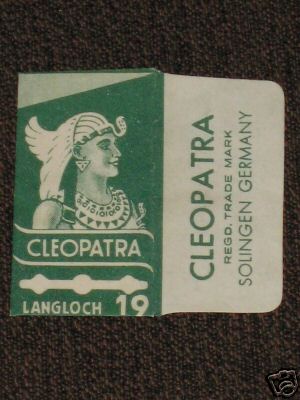 CLEOPATRA
LANGLOCH 19
CLEOPATRA
REGD. TRADE MARK
SOLINGEN GERMANY